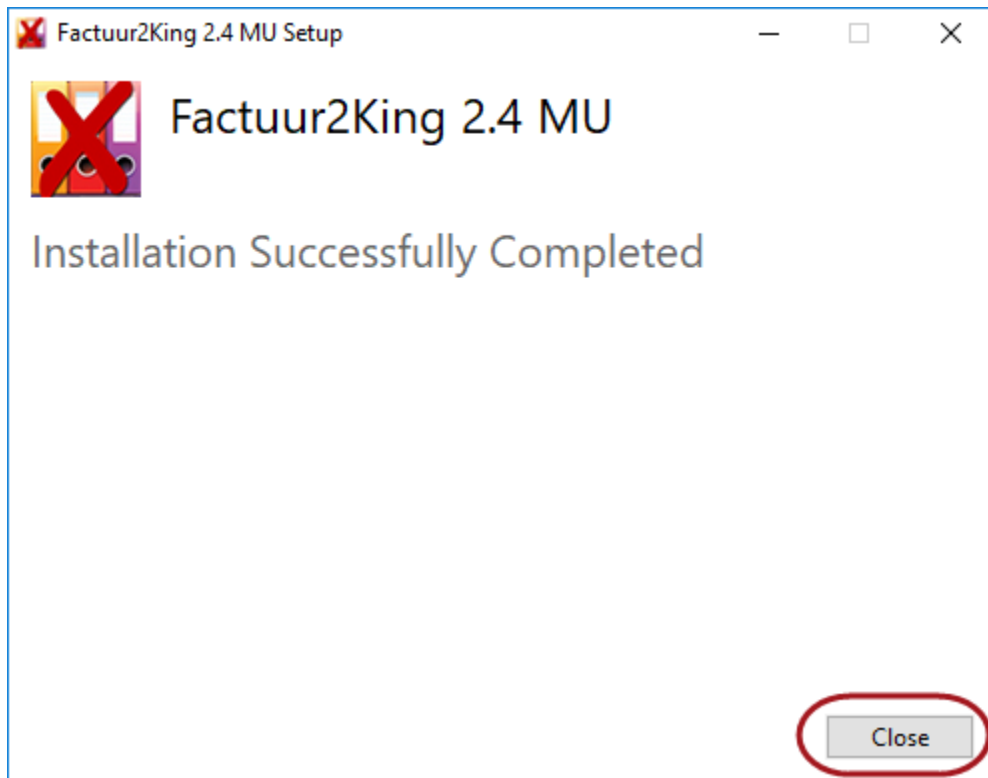 Factuur2King 2.4 MU Setup
Factuur2King 2.4 MU
Installation Successfully Completed
Close